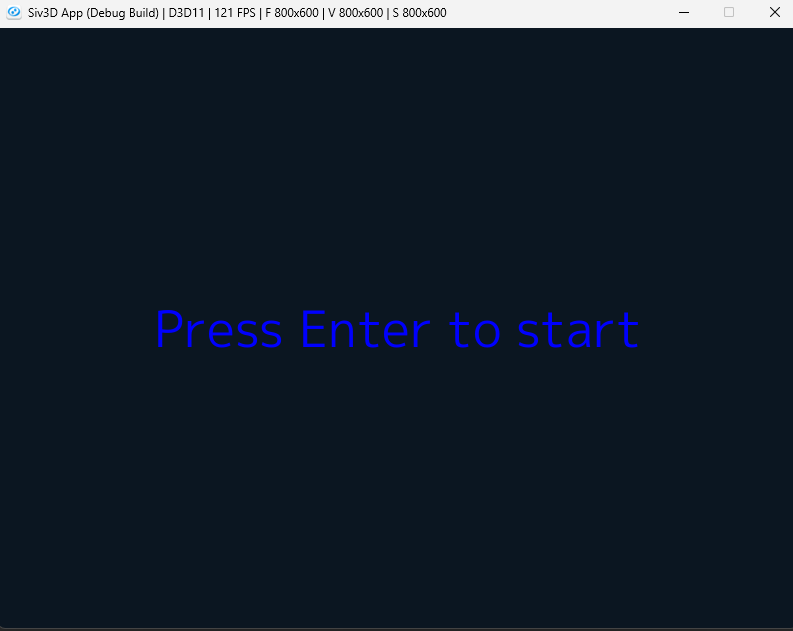 Siv3D App (Debug Build) | D3D11 | 121 FPS | F 800x600 | V 800x600 | S 800x600
Press Enter to start